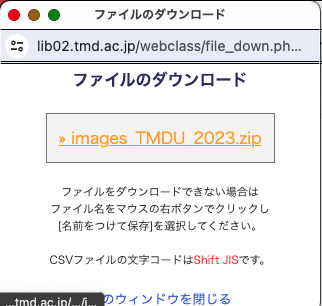 ファイルのダウンロード
lib02.tmd.ac.jp/webclass/file_down.ph...
ファイルのダウンロード
» images_TMDU_2023.zip
ファイルをダウンロードできない場合は
ファイル名をマウスの右ボタンでクリックし
[名前をつけて保存]を選択してください。
CSVファイルの文字コードはShift JISです。
のウィンドウを閉じる
...tmd.ac.jp/.../i...